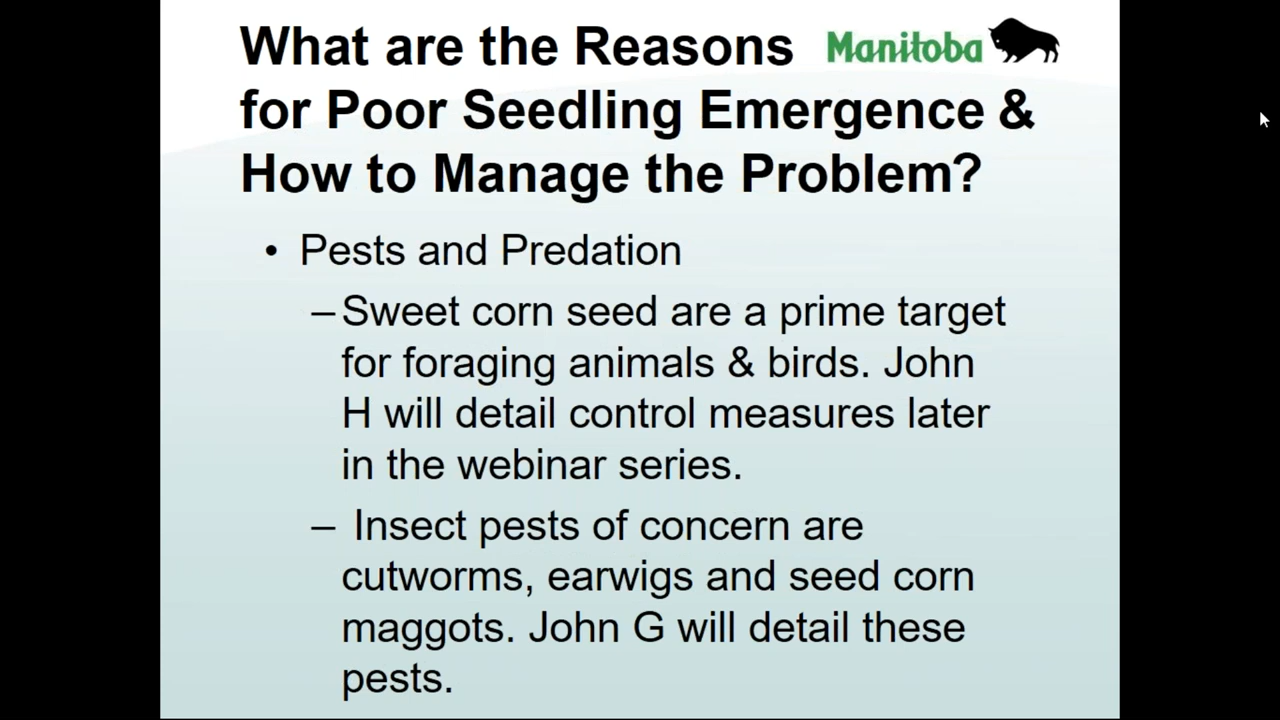 What are the Reasons
Manitoba
for Poor Seedling Emergence &
How to Manage the Problem?
• Pests and Predation
– Sweet corn seed are a prime target
for foraging animals & birds. John
H will detail control measures later
in the webinar series.
– Insect pests of concern are
cutworms, earwigs and seed corn
maggots. John G will detail these
pests.